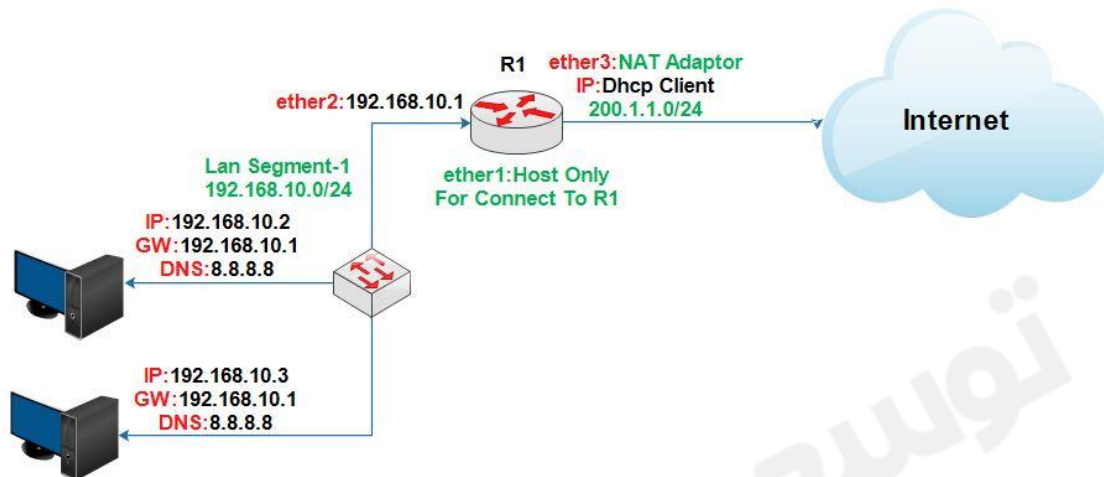 R1
ether3:NAT Adaptor
IP:Dhcp Client
200.1.1.0/24
ether2:192.168.10.1
Internet
Lan Segment-1
192.168.10.0/24
ether1:Host Only
For Connect To R1
IP:192.168.10.2
GW:192.168.10.1
DNS:8.8.8.8
IP:192.168.10.3
GW:192.168.10.1
DNS:8.8.8.8